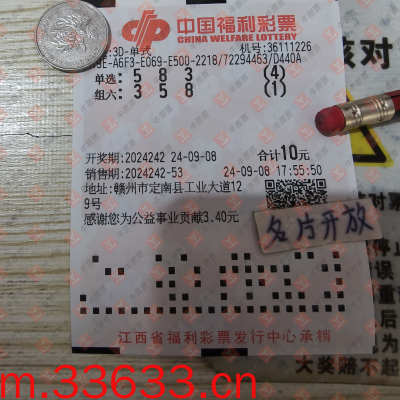 中国福利彩票
CHINA WELFARE LOTTERY
3D-单式 机号:36111226
-A6F3-E069-E500-2218/72294463/D440A
单选: 5 8 3 (4)
组六: 3 5 8 (1)
开奖期:2024242 24-09-08 合计10元
销售期:2024242-53 24-09-08 17:55:50
地址:赣州市定南县工业大道12
9号
感谢您为公益事业贡献3.40元
名片开放
江西省福利彩票发行中心承销
核对
大奖赔不起
m.33633.cn